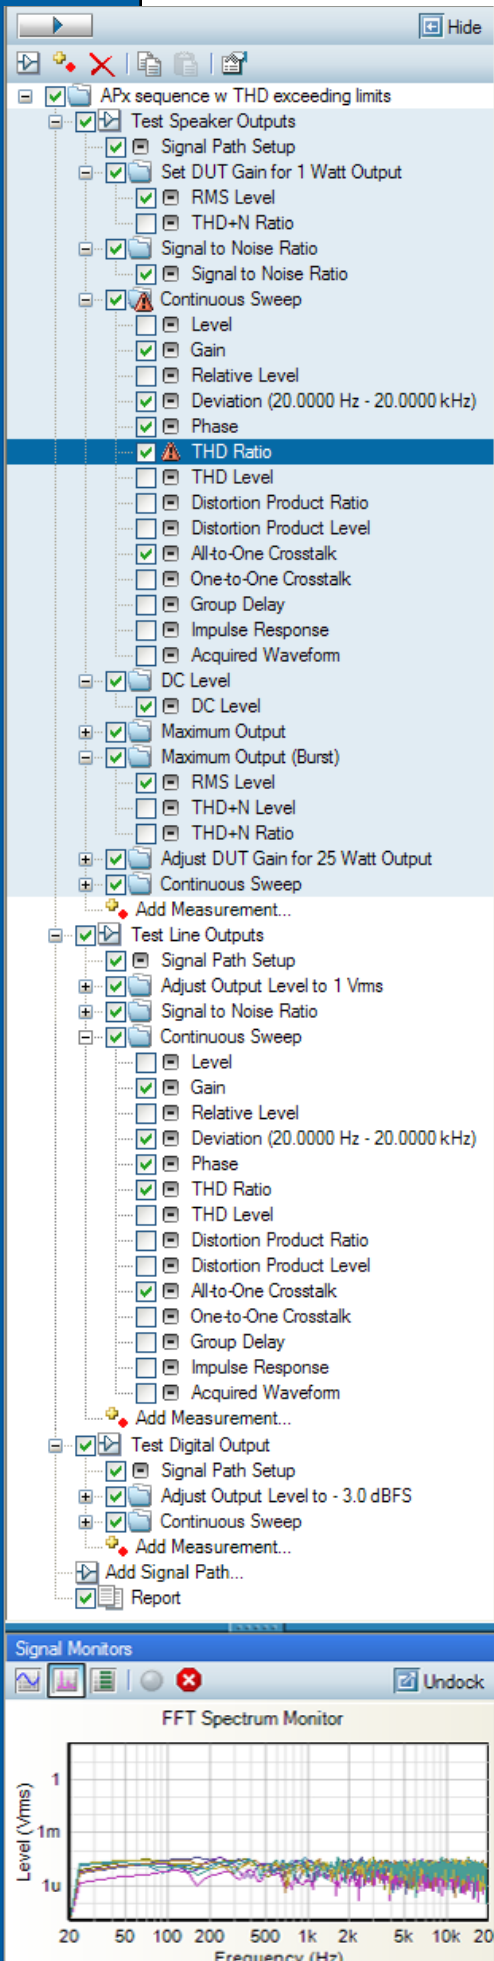 Hide
APx sequence w THD exceeding limits
Test Speaker Outputs
Signal Path Setup
Set DUT Gain for 1 Watt Output
RMS Level
THD+N Ratio
Signal to Noise Ratio
Signal to Noise Ratio
Continuous Sweep
Level
Gain
Relative Level
Deviation (20.0000 Hz - 20.0000 kHz)
Phase
THD Ratio
THD Level
Distortion Product Ratio
Distortion Product Level
All-to-One Crosstalk
One-to-One Crosstalk
Group Delay
Impulse Response
Acquired Waveform
DC Level
DC Level
Maximum Output
Maximum Output (Burst)
RMS Level
THD+N Level
THD+N Ratio
Adjust DUT Gain for 25 Watt Output
Continuous Sweep
Add Measurement...
Test Line Outputs
Signal Path Setup
Adjust Output Level to 1 Vrms
Signal to Noise Ratio
Continuous Sweep
Level
Gain
Relative Level
Deviation (20.0000 Hz - 20.0000 kHz)
Phase
THD Ratio
THD Level
Distortion Product Ratio
Distortion Product Level
All-to-One Crosstalk
One-to-One Crosstalk
Group Delay
Impulse Response
Acquired Waveform
Add Measurement...
Test Digital Output
Signal Path Setup
Adjust Output Level to - 3.0 dBFS
Continuous Sweep
Add Measurement...
Add Signal Path...
Report
Signal Monitors
Undock
FFT Spectrum Monitor
Level (Vrms)
1
1m
1u
20 50 100 200 500 1k 2k 5k 10k 20
Frequency (Hz)